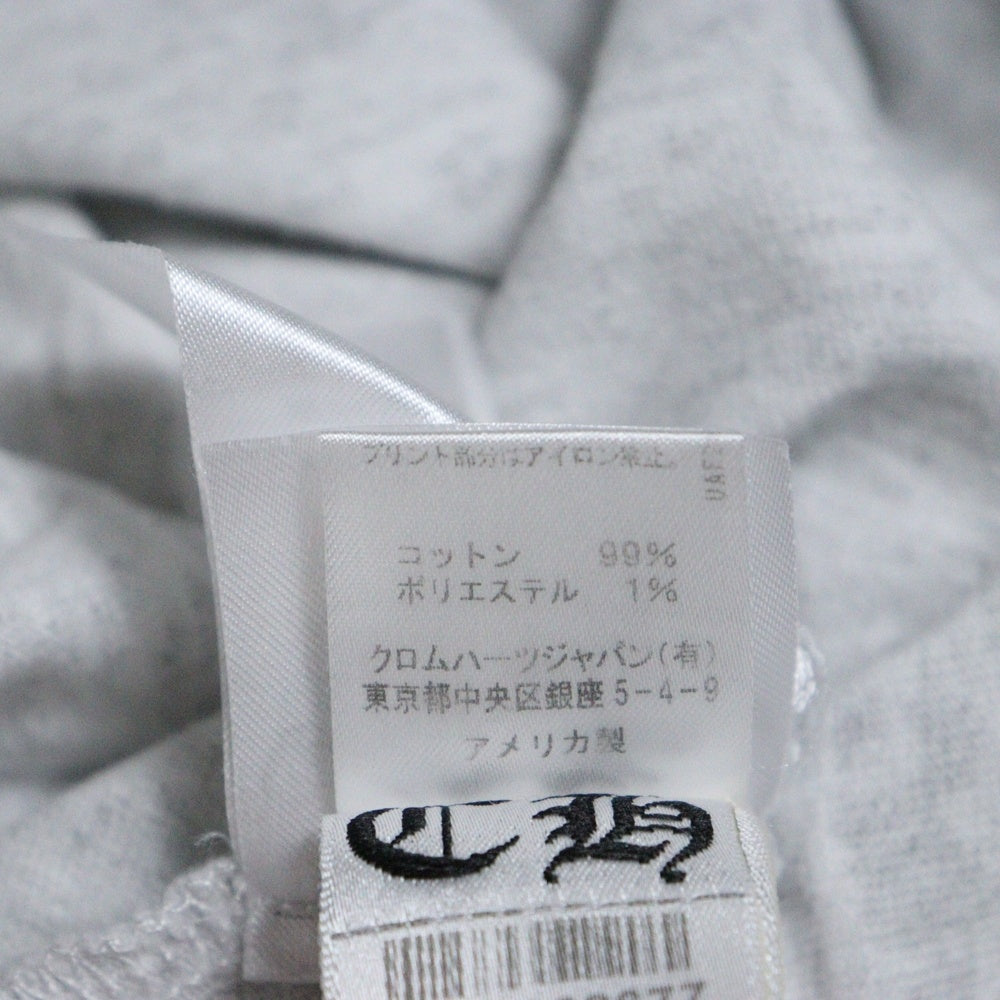 プリント部分はアイロン禁止。
コットン 99%
ポリエステル 1%
クロムハーツジャパン(有)
東京都中央区銀座5-4-9
アメリカ製
CH